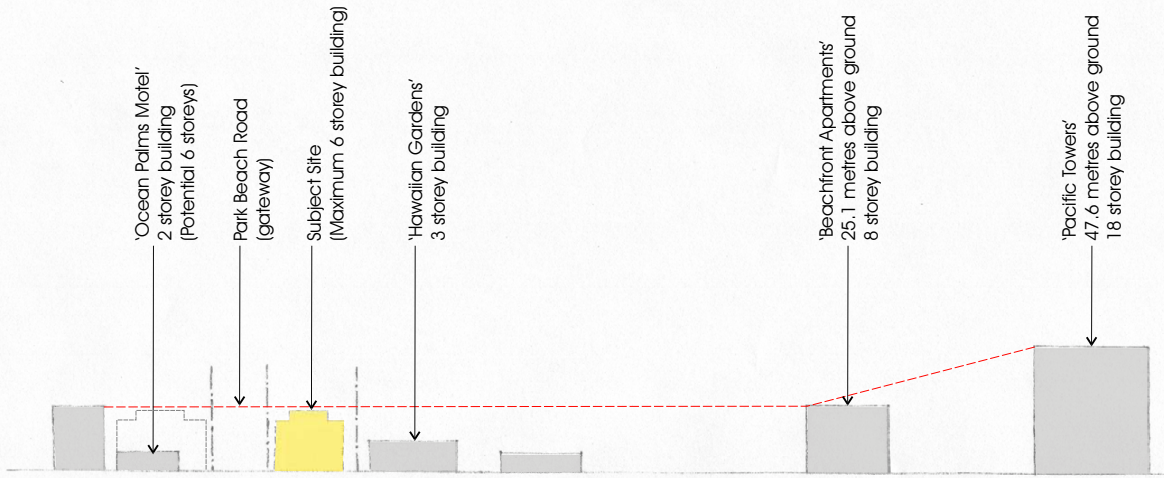 'Ocean Palms Motel'
2 storey building
(Potential 6 storeys)
Park Beach Road
(gateway)
Subject Site
(Maximum 6 storey building)
'Hawaiian Gardens'
3 storey building
'Beachfront Apartments'
25.1 metres above ground
8 storey building
'Pacific Towers'
47.6 metres above ground
18 storey building